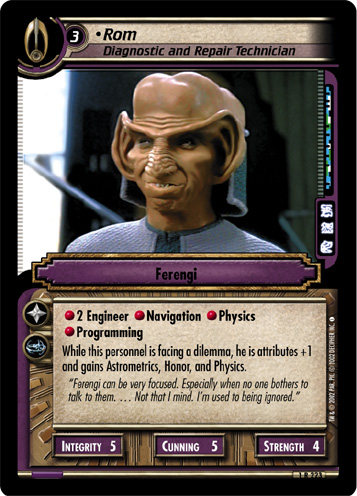 3
•Rom
Diagnostic and Repair Technician
Ferengi
2 Engineer Navigation Physics
Programming
While this personnel is facing a dilemma, he is attributes +1
and gains Astrometrics, Honor, and Physics.
"Ferengi can be very focused. Especially when no one bothers to
talk to them. . . . Not that I mind. I'm used to being ignored."
INTEGRITY 5 CUNNING 5 STRENGTH 4